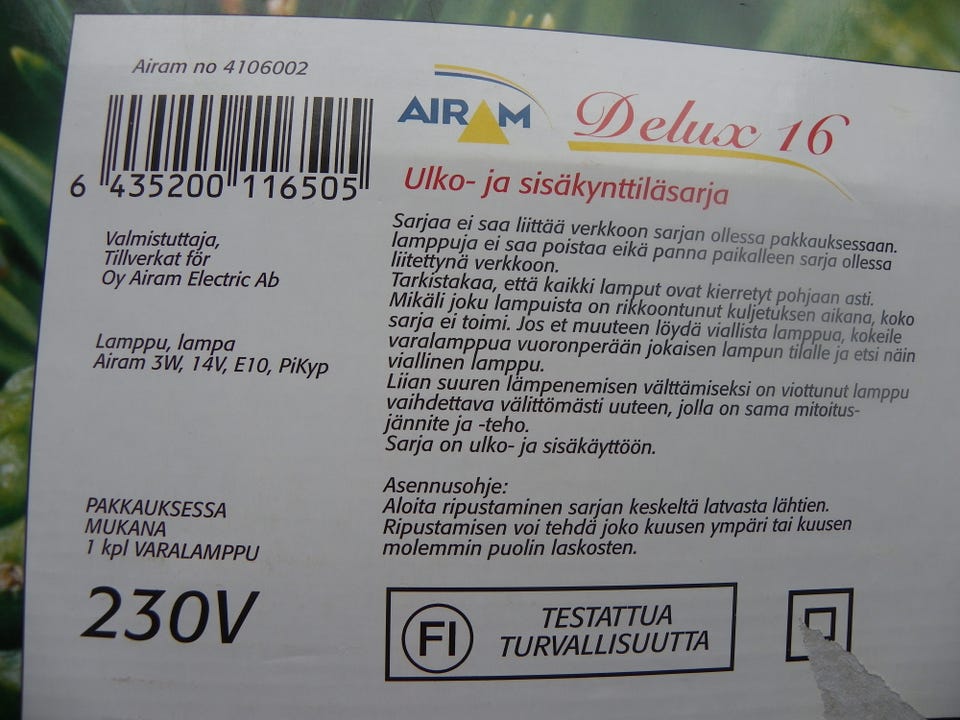 Airam no 4106002
6 435200 116505
Valmistuttaja,
Tillverkat för
Oy Airam Electric Ab
Lamppu, lampa
Airam 3W, 14V, E10, PiKyp
PAKKAUKSESSA
MUKANA
1 kpl VARALAMPPU
230V
AIRAM
Delux 16
Ulko- ja sisäkynttiläsarja
Sarjaa ei saa liittää verkkoon sarjan ollessa pakkauksessaan.
lamppuja ei saa poistaa eikä panna paikalleen sarja ollessa
liitettynä verkkoon.
Tarkistakaa, että kaikki lamput ovat kierretyt pohjaan asti.
Mikäli joku lampuista on rikkoontunut kuljetuksen aikana, koko
sarja ei toimi. Jos et muuteen löydä viallista lamppua, kokeile
varalamppua vuoronperään jokaisen lampun tilalle ja etsi näin
viallinen lamppu.
Liian suuren lämpenemisen välttämiseksi on viottunut lamppu
vaihdettava välittömästi uuteen, jolla on sama mitoitus-
jännite ja -teho.
Sarja on ulko- ja sisäkäyttöön.
Asennusohje:
Aloita ripustaminen sarjan keskeltä latvasta lähtien.
Ripustamisen voi tehdä joko kuusen ympäri tai kuusen
molemmin puolin laskosten.
FI
TESTATTUA
TURVALLISUUTTA